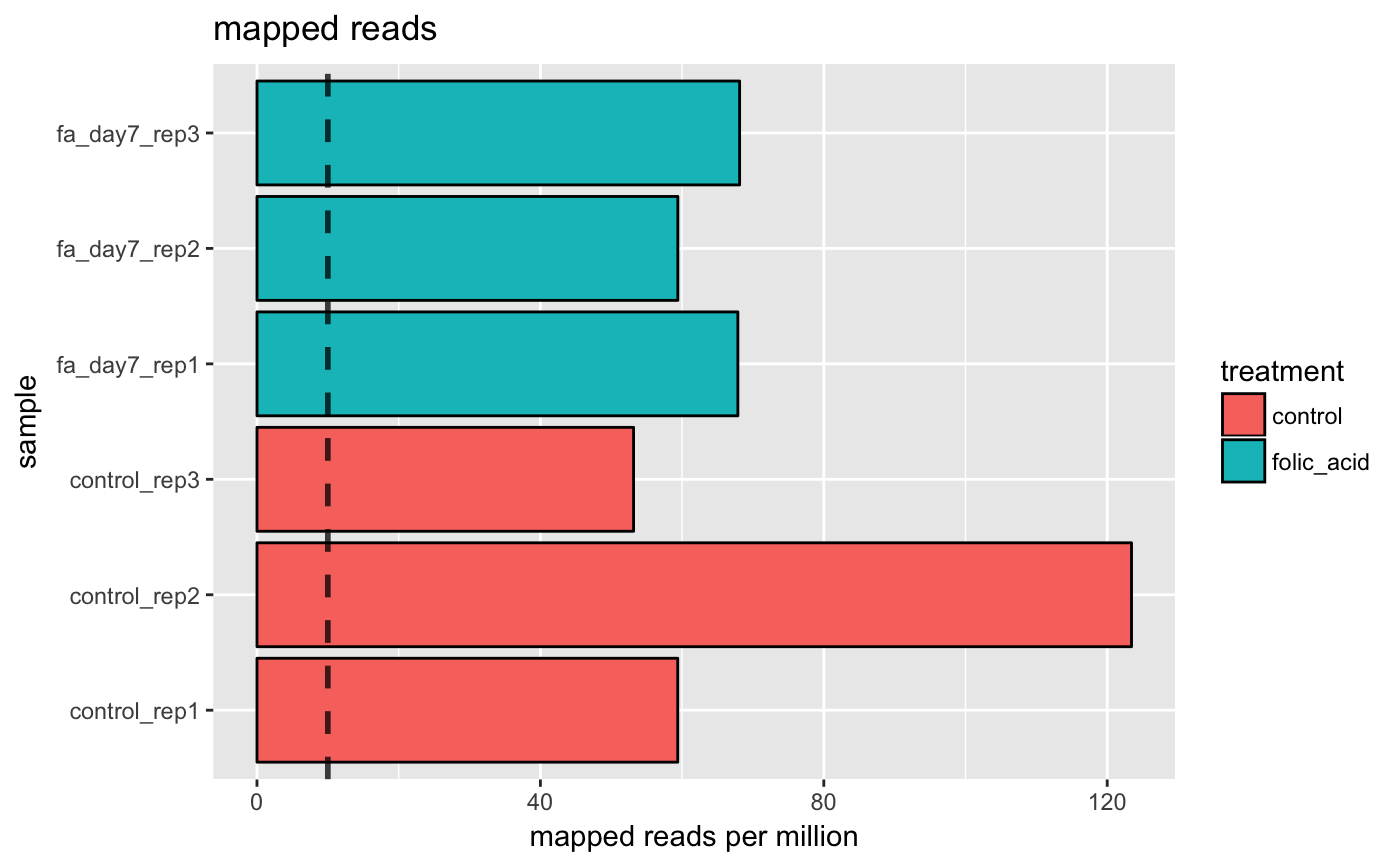 mapped reads
fa_day7_rep3
fa_day7_rep2
fa_day7_rep1
control_rep3
control_rep2
control_rep1
sample
0 40 80 120
mapped reads per million
treatment
control
folic_acid